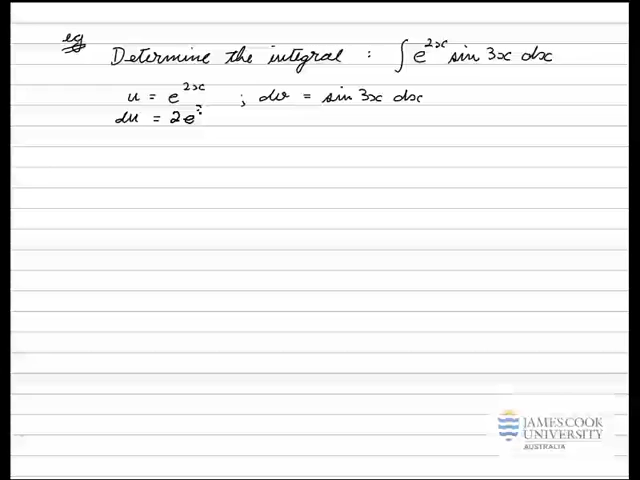 eg
Determine the integral : ∫ e^{2x} sin 3x dx
u = e^{2x} ; dv = sin 3x dx
du = 2e^2
JAMES COOK
UNIVERSITY
AUSTRALIA